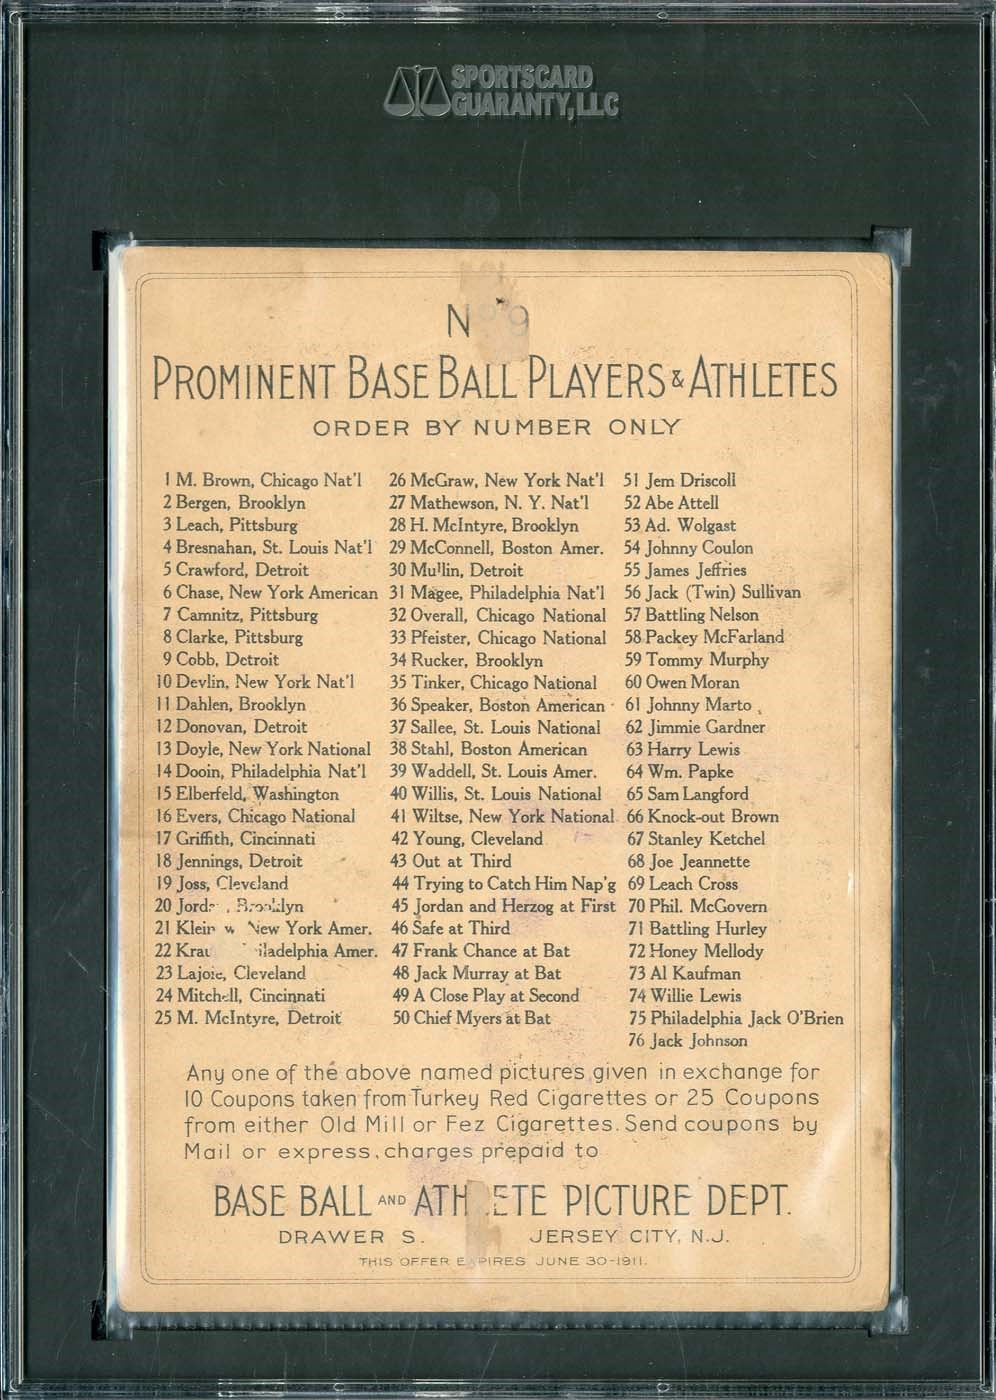 SPORTSCARD
GUARANTY, LLC
No 9
PROMINENT BASE BALL PLAYERS & ATHLETES
ORDER BY NUMBER ONLY
1 M. Brown, Chicago Nat'l
2 Bergen, Brooklyn
3 Leach, Pittsburg
4 Bresnahan, St. Louis Nat'l
5 Crawford, Detroit
6 Chase, New York American
7 Camnitz, Pittsburg
8 Clarke, Pittsburg
9 Cobb, Detroit
10 Devlin, New York Nat'l
11 Dahlen, Brooklyn
12 Donovan, Detroit
13 Doyle, New York National
14 Dooin, Philadelphia Nat'l
15 Elberfeld, Washington
16 Evers, Chicago National
17 Griffith, Cincinnati
18 Jennings, Detroit
19 Joss, Cleveland
20 Brooklyn
21 New York Amer.
22 Amer.
23 Lajoie, Cleveland
24 Mitchell, Cincinnati
25 M. McIntyre, Detroit
26 McGraw, New York Nat'l
27 Mathewson, N. Y. Nat'l
28 H. McIntyre, Brooklyn
29 McConnell, Boston Amer.
30 Mullin, Detroit
31 Magee, Philadelphia Nat'l
32 Overall, Chicago National
33 Pfeister, Chicago National
34 Rucker, Brooklyn
35 Tinker, Chicago National
36 Speaker, Boston American
37 Sallee, St. Louis National
38 Stahl, Boston American
39 Waddell, St. Louis Amer.
40 Willis, St. Louis National
41 Wiltse, New York National
42 Young, Cleveland
43 Out at Third
44 Trying to Catch Him Nap'g
45 Jordan and Herzog at First
46 Safe at Third
47 Frank Chance at Bat
48 Jack Murray at Bat
49 A Close Play at Second
50 Chief Myers at Bat
51 Jem Driscoll
52 Abe Attell
53 Ad. Wolgast
54 Johnny Coulon
55 James Jeffries
56 Jack (Twin) Sullivan
57 Battling Nelson
58 Packey McFarland
59 Tommy Murphy
60 Owen Moran
61 Johnny Marto
62 Jimmie Gardner
63 Harry Lewis
64 Wm. Papke
65 Sam Langford
66 Knock-out Brown
67 Stanley Ketchel
68 Joe Jeannette
69 Leach Cross
70 Phil. McGovern
71 Battling Hurley
72 Honey Mellody
73 Al Kaufman
74 Willie Lewis
75 Philadelphia Jack O'Brien
76 Jack Johnson
Any one of the above named pictures given in exchange for
10 Coupons taken from Turkey Red Cigarettes or 25 Coupons
from either Old Mill or Fez Cigarettes. Send coupons by
Mail or express, charges prepaid to
BASE BALL AND ATHLETE PICTURE DEPT.
DRAWER S. JERSEY CITY, N.J.
THIS OFFER EXPIRES JUNE 30-1911.